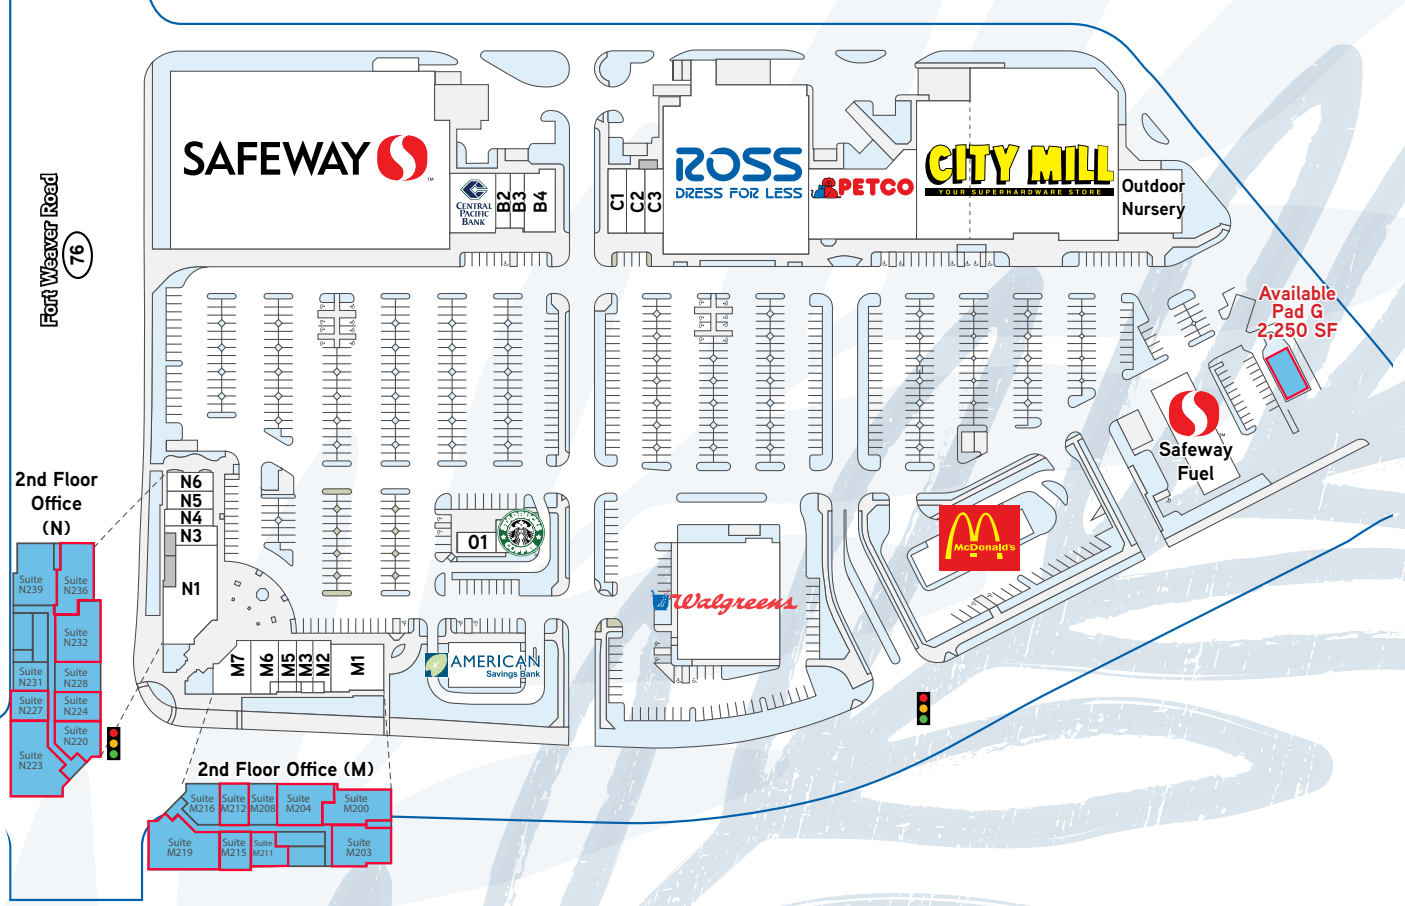 SAFEWAY
™
CENTRAL
PACIFIC
BANK
B2
B3
B4
C1
C2
C3
ROSS
DRESS FOR LESS
PETCO
CITY MILL
YOUR SUPERHARDWARE STORE
Outdoor
Nursery
Fort Weaver Road
76
Available
Pad G
2,250 SF
Safeway
Fuel
™
2nd Floor
Office
(N)
N6
N5
N4
N3
N1
01
STARBUCKS
COFFEE
McDonald's
Walgreens
Suite
N239
Suite
N236
Suite
N232
Suite
N231
Suite
N228
Suite
N227
Suite
N224
Suite
N220
Suite
N223
M7
M6
M5
M3
M2
M1
AMERICAN
Savings Bank
2nd Floor Office (M)
Suite
M216
Suite
M212
Suite
M208
Suite
M204
Suite
M200
Suite
M219
Suite
M215
Suite
M211
Suite
M203